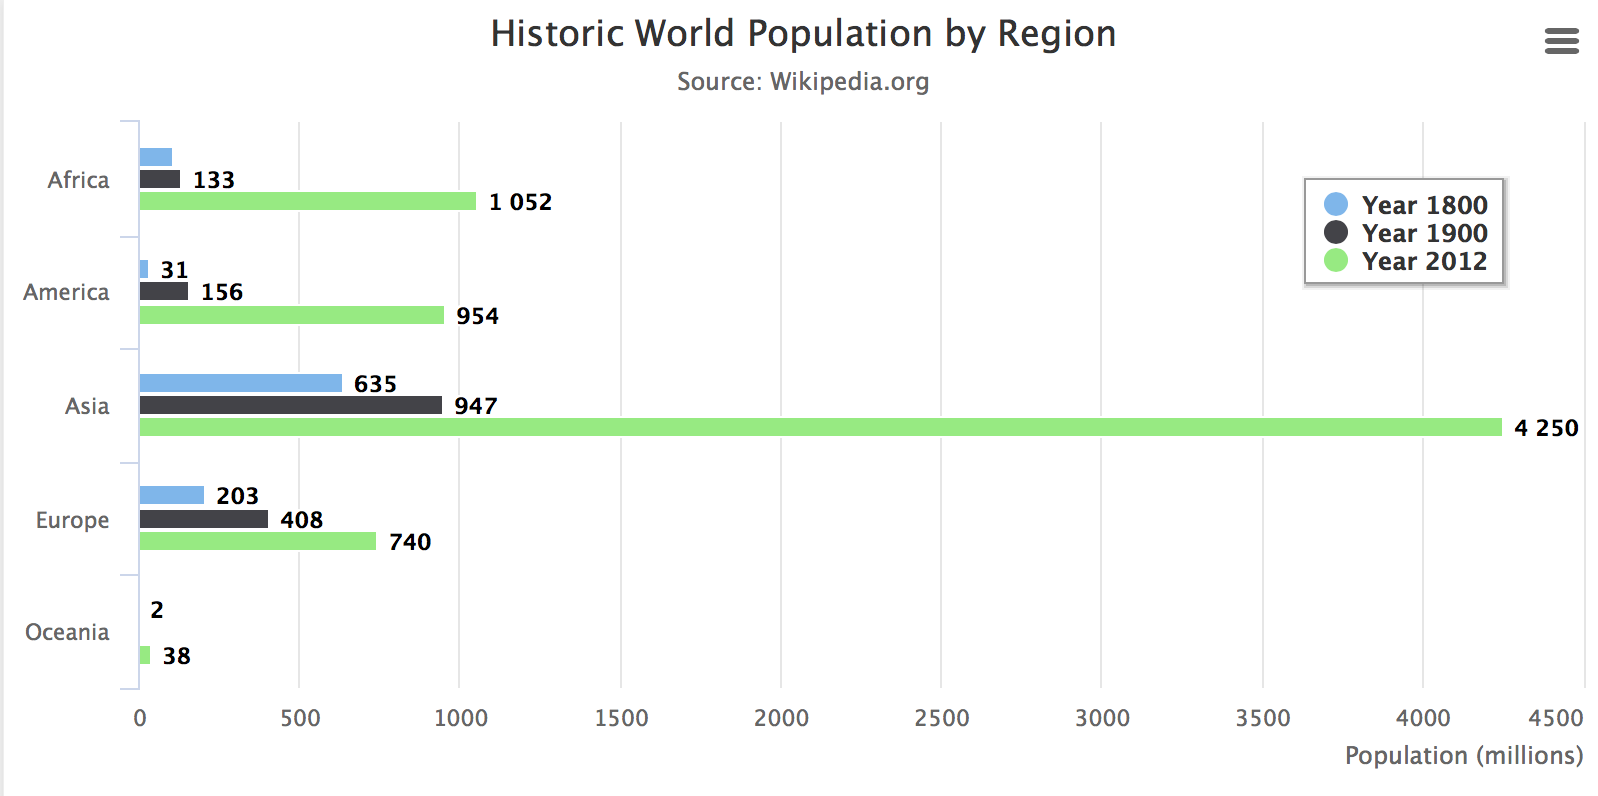 Historic World Population by Region
Source: Wikipedia.org
Africa
133
1 052
Year 1800
Year 1900
Year 2012
America
31
156
954
Asia
635
947
4 250
Europe
203
408
740
Oceania
2
38
0 500 1000 1500 2000 2500 3000 3500 4000 4500
Population (millions)